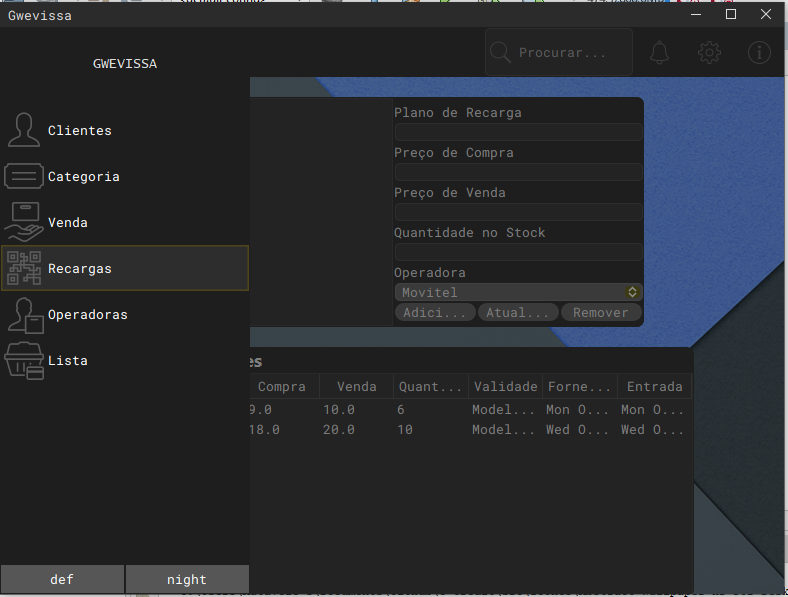 Gwevissa
GWEVISSA
Procurar...
Clientes
Categoria
Venda
Recargas
Operadoras
Lista
def
night
Plano de Recarga
Preço de Compra
Preço de Venda
Quantidade no Stock
Operadora
Movitel
Adici... Atual... Remover
es
Compra Venda Quant... Validade Forne... Entrada
9.0 10.0 6 Model... Mon O... Mon O...
18.0 20.0 10 Model... Wed O... Wed O...